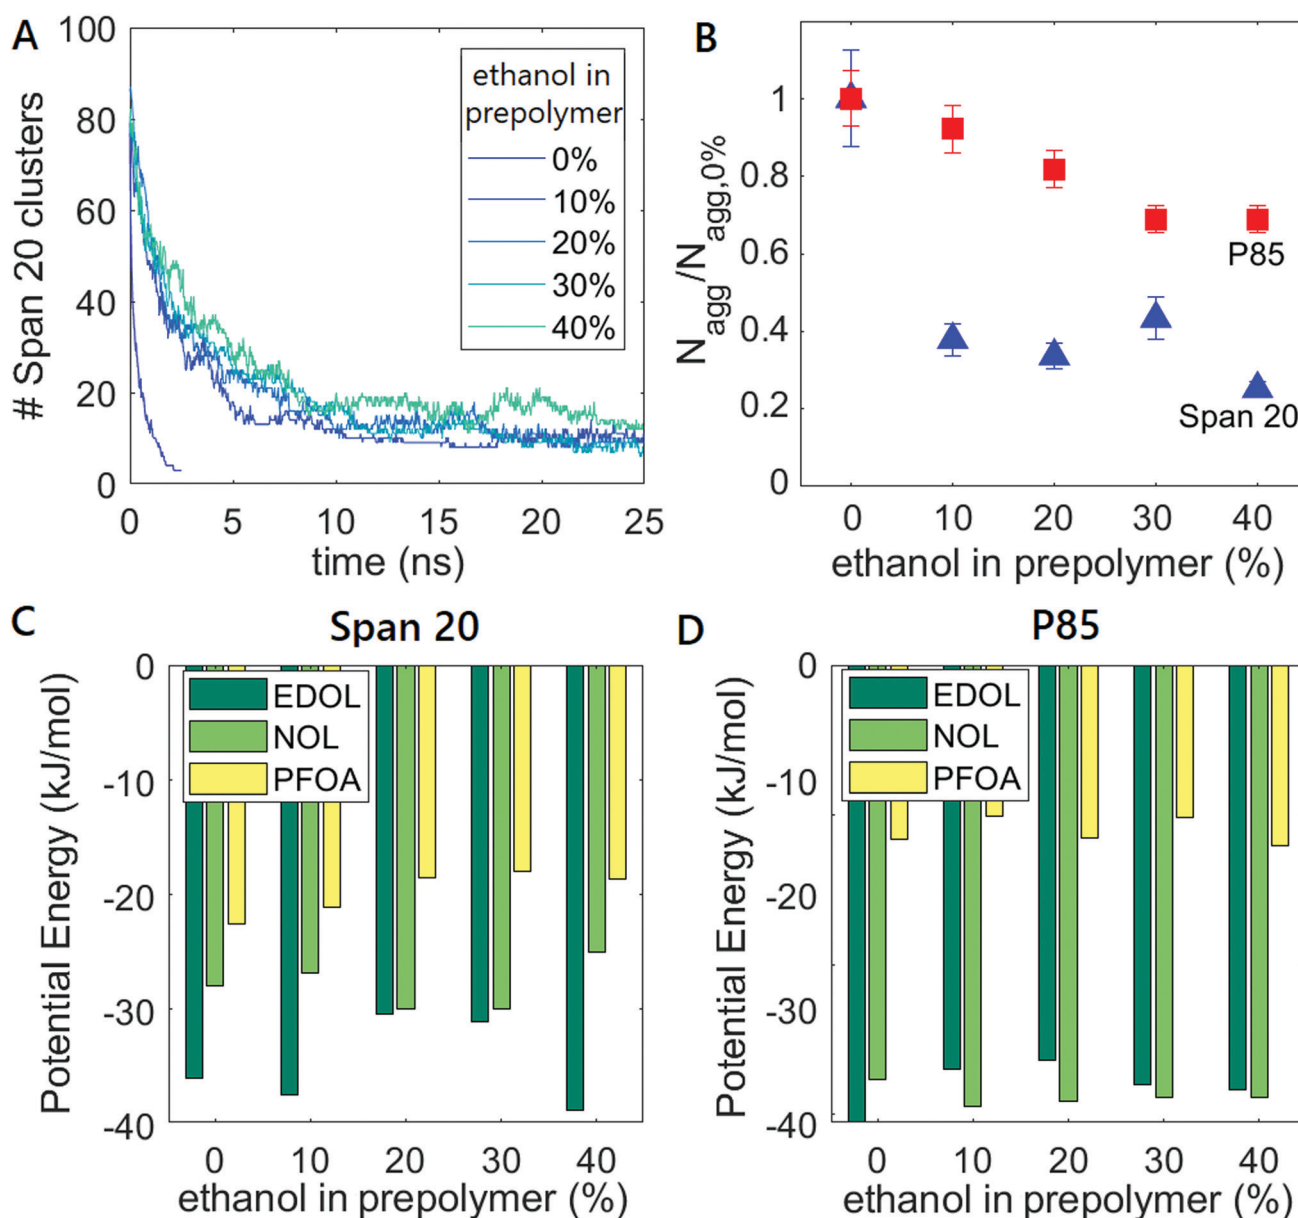 A
100
80
60
40
20
0
# Span 20 clusters
0 5 10 15 20 25
time (ns)
ethanol in
prepolymer
0%
10%
20%
30%
40%
B
1
0.8
0.6
0.4
0.2
0
N_agg/N_agg,0%
P85
Span 20
0 10 20 30 40
ethanol in prepolymer (%)
C
Span 20
0
-10
-20
-30
-40
Potential Energy (kJ/mol)
EDOL
NOL
PFOA
0 10 20 30 40
ethanol in prepolymer (%)
D
P85
0
-10
-20
-30
-40
Potential Energy (kJ/mol)
EDOL
NOL
PFOA
0 10 20 30 40
ethanol in prepolymer (%)